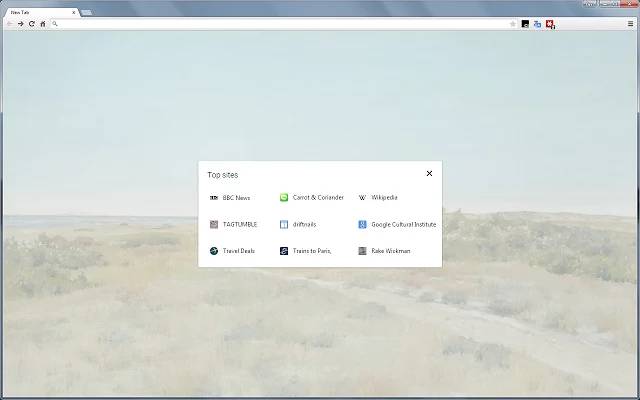 New Tab
Top sites
BBC News
Carrot & Coriander
Wikipedia
TAGTUMBLE
driftnails
Google Cultural Institute
Travel Deals
Trains to Paris,
Rake Wickman